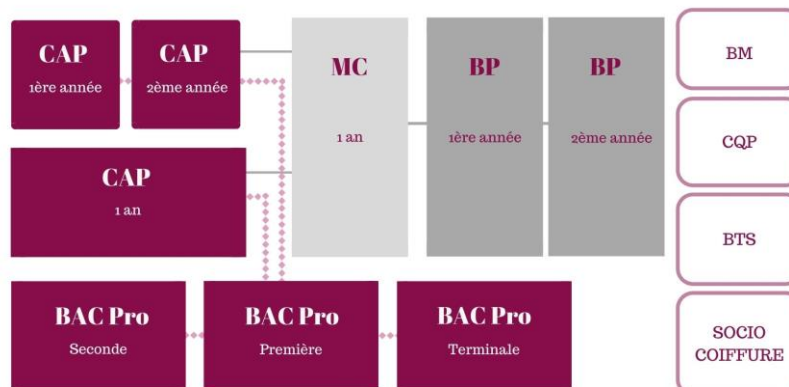 CAP
1ère année
CAP
2ème année
MC
1 an
BP
1ère année
BP
2ème année
BM
CQP
CAP
1 an
BTS
BAC Pro
Seconde
BAC Pro
Première
BAC Pro
Terminale
SOCIO
COIFFURE